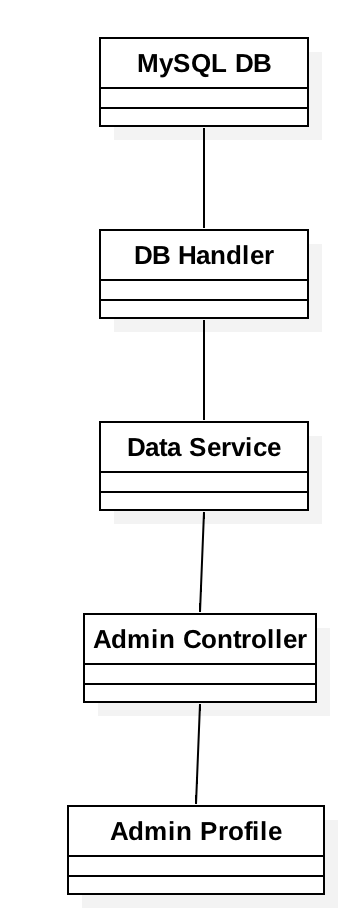 MySQL DB
DB Handler
Data Service
Admin Controller
Admin Profile